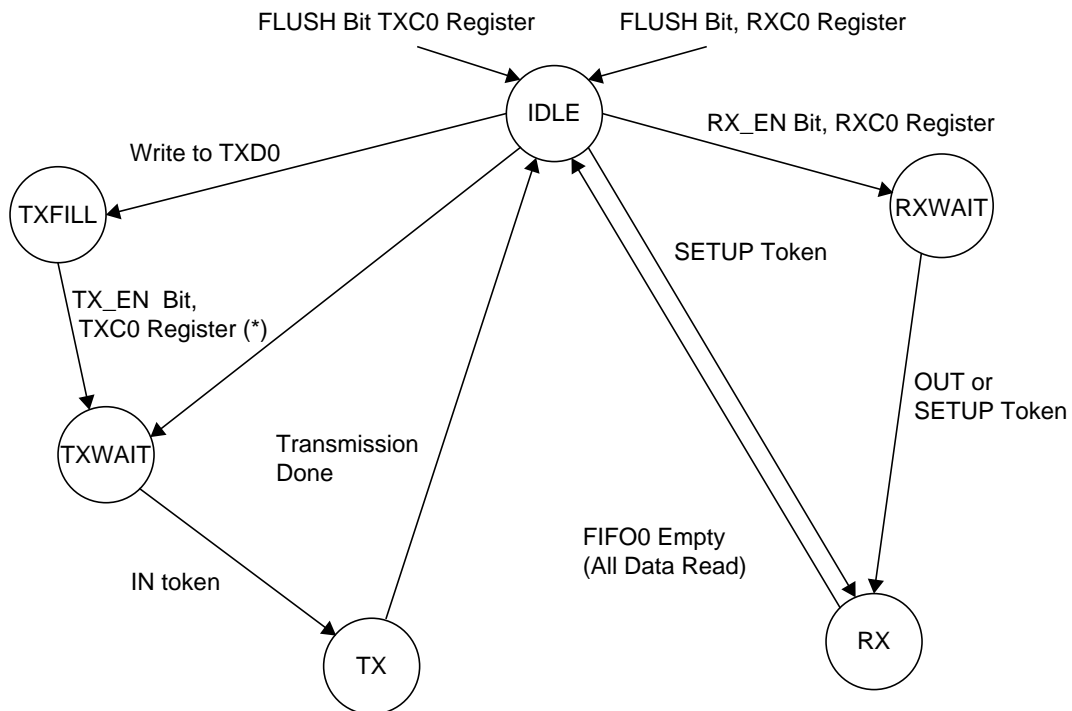 FLUSH Bit TXC0 Register
FLUSH Bit, RXC0 Register
IDLE
RX_EN Bit, RXC0 Register
Write to TXD0
TXFILL
RXWAIT
SETUP Token
TX_EN Bit,
TXC0 Register (*)
OUT or
SETUP Token
TXWAIT
Transmission
Done
FIFO0 Empty
(All Data Read)
IN token
TX
RX